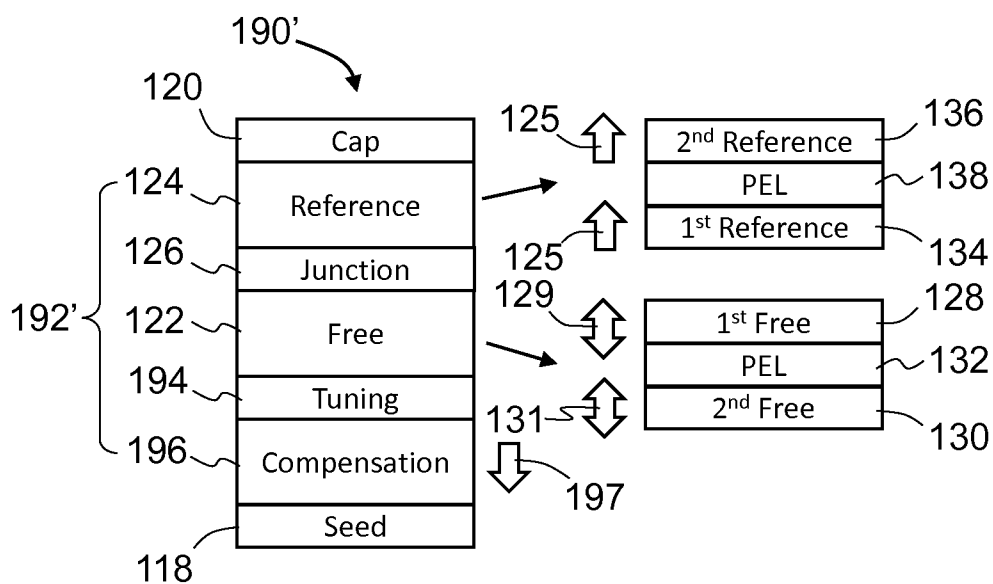 190’
120
Cap
125
2nd Reference
136
124
Reference
PEL
138
125
1st Reference
134
126
Junction
192’
122
Free
129
1st Free
128
PEL
132
194
Tuning
131
2nd Free
130
196
Compensation
197
118
Seed